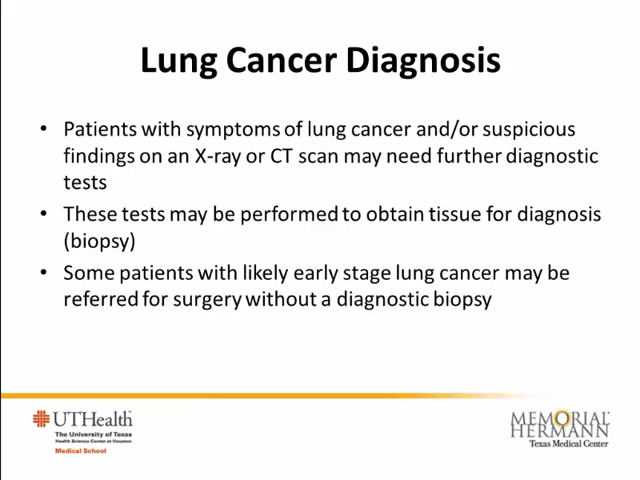 Lung Cancer Diagnosis
• Patients with symptoms of lung cancer and/or suspicious
findings on an X-ray or CT scan may need further diagnostic
tests
• These tests may be performed to obtain tissue for diagnosis
(biopsy)
• Some patients with likely early stage lung cancer may be
referred for surgery without a diagnostic biopsy
UTHealth
The University of Texas
Health Science Center at Houston
Medical School
MEMORIAL
HERMANN
Texas Medical Center